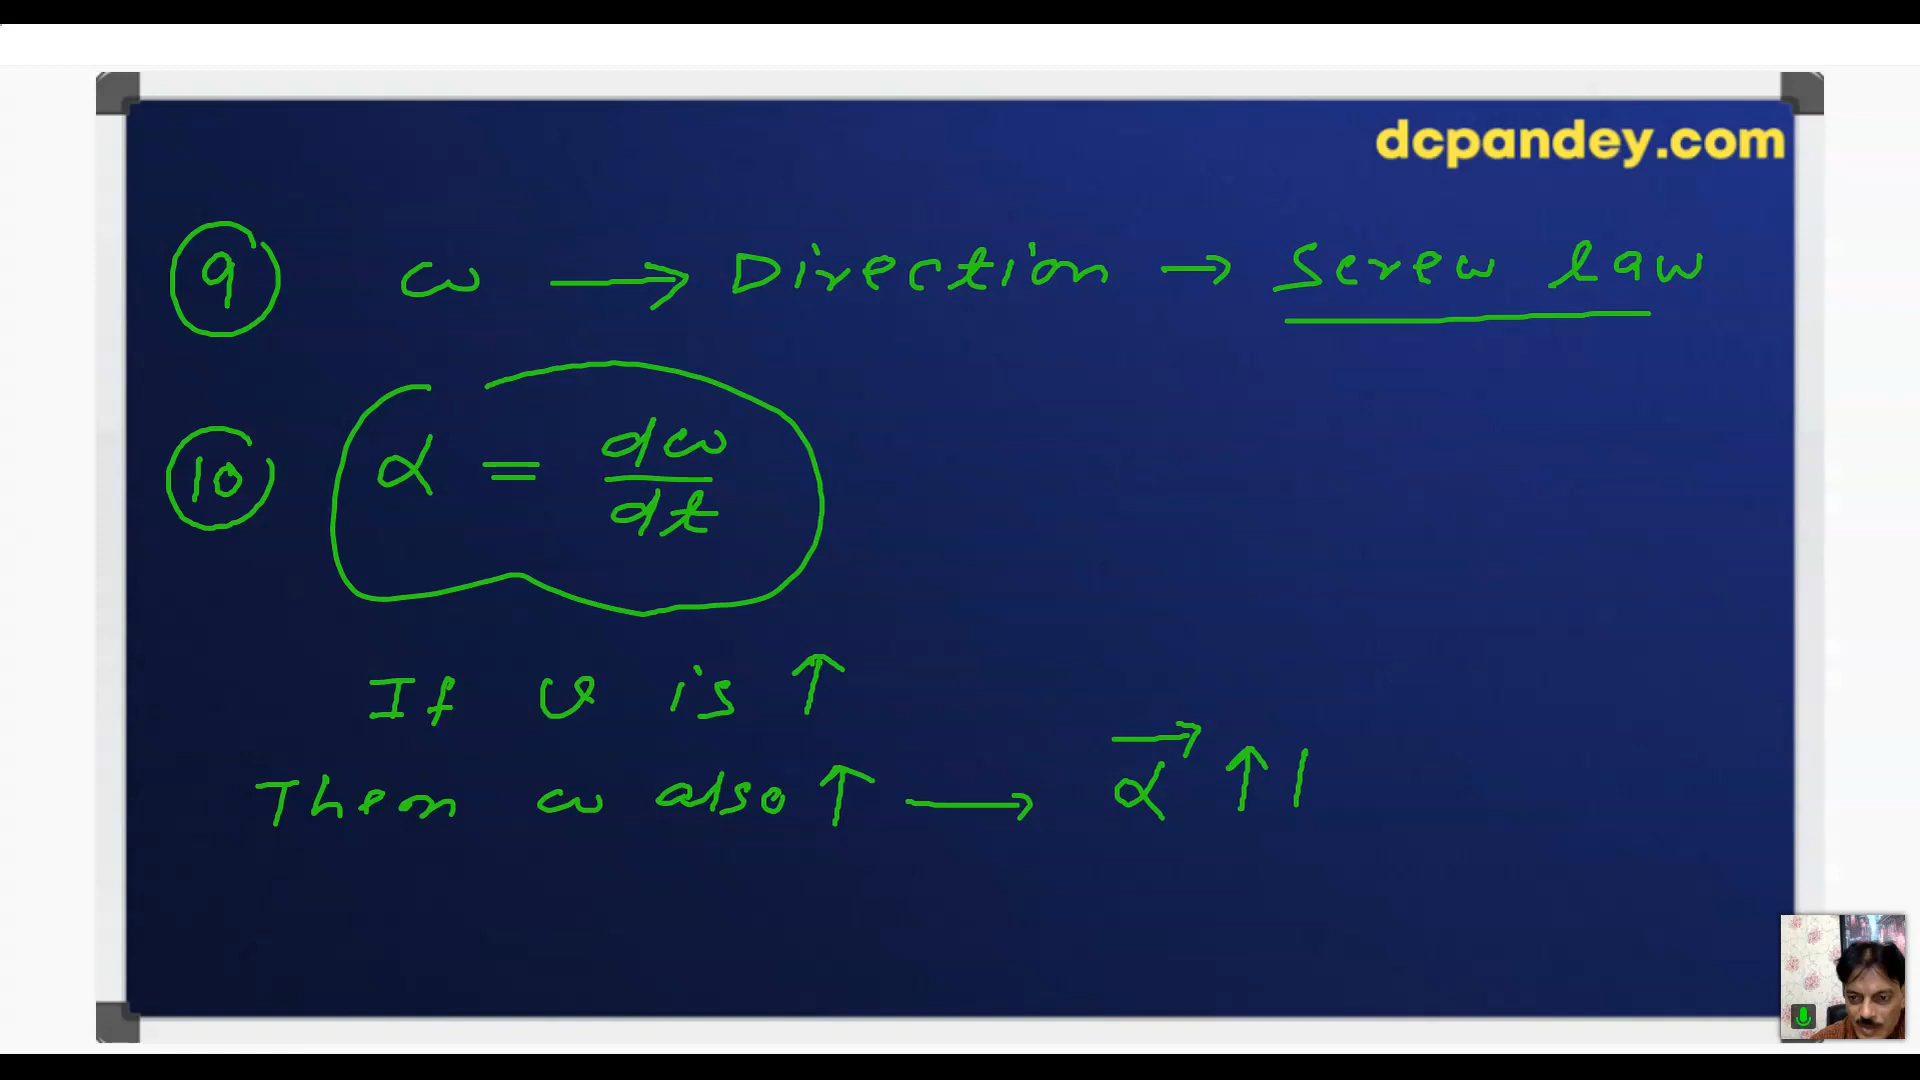 dcpandey.com
9 ω → Direction → Screw law
10 α = dω/dt
If v is ↑
Then ω also ↑ → α⃗ ↑ |